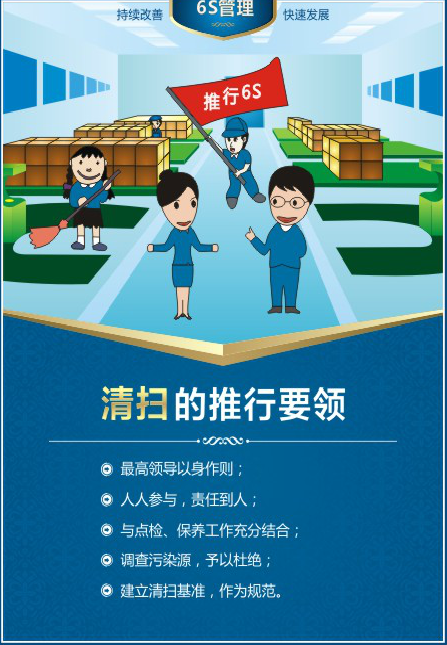 6S管理
持续改善
快速发展
推行6S
清扫的推行要领
最高领导以身作则；
人人参与，责任到人；
与点检、保养工作充分结合；
调查污染源，予以杜绝；
建立清扫基准，作为规范。